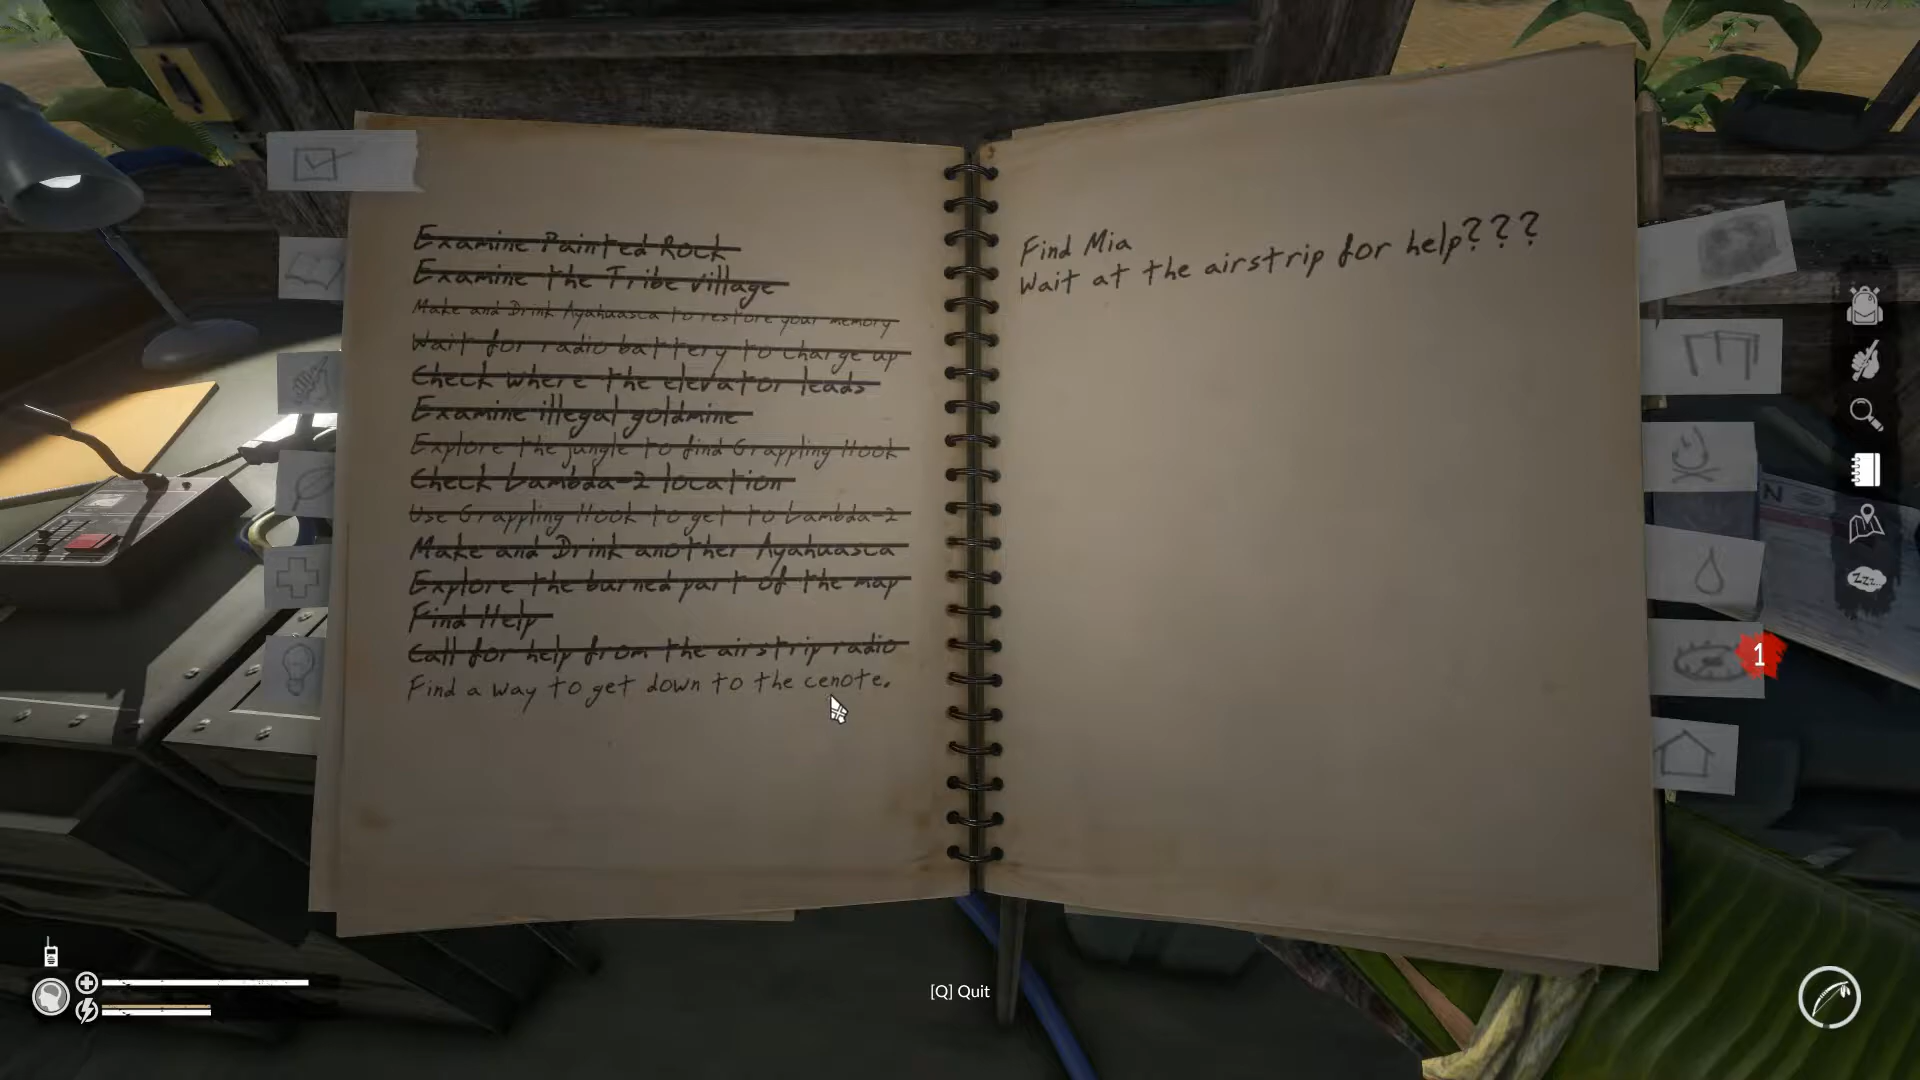 Examine Painted Rock
Examine the Tribe village
Make and Drink Ayahuasca to restore your memory
Wait for radio battery to charge up
Check where the elevator leads
Examine illegal goldmine
Explore the jungle to find Grappling Hook
Check Lambda-2 location
Use Grappling Hook to get to Lambda-2
Make and Drink another Ayahuasca
Explore the burned part of the map
Find Help
Call for help from the airstrip radio
Find a way to get down to the cenote.
Find Mia
Wait at the airstrip for help???
N
Zzz..
1
[Q] Quit